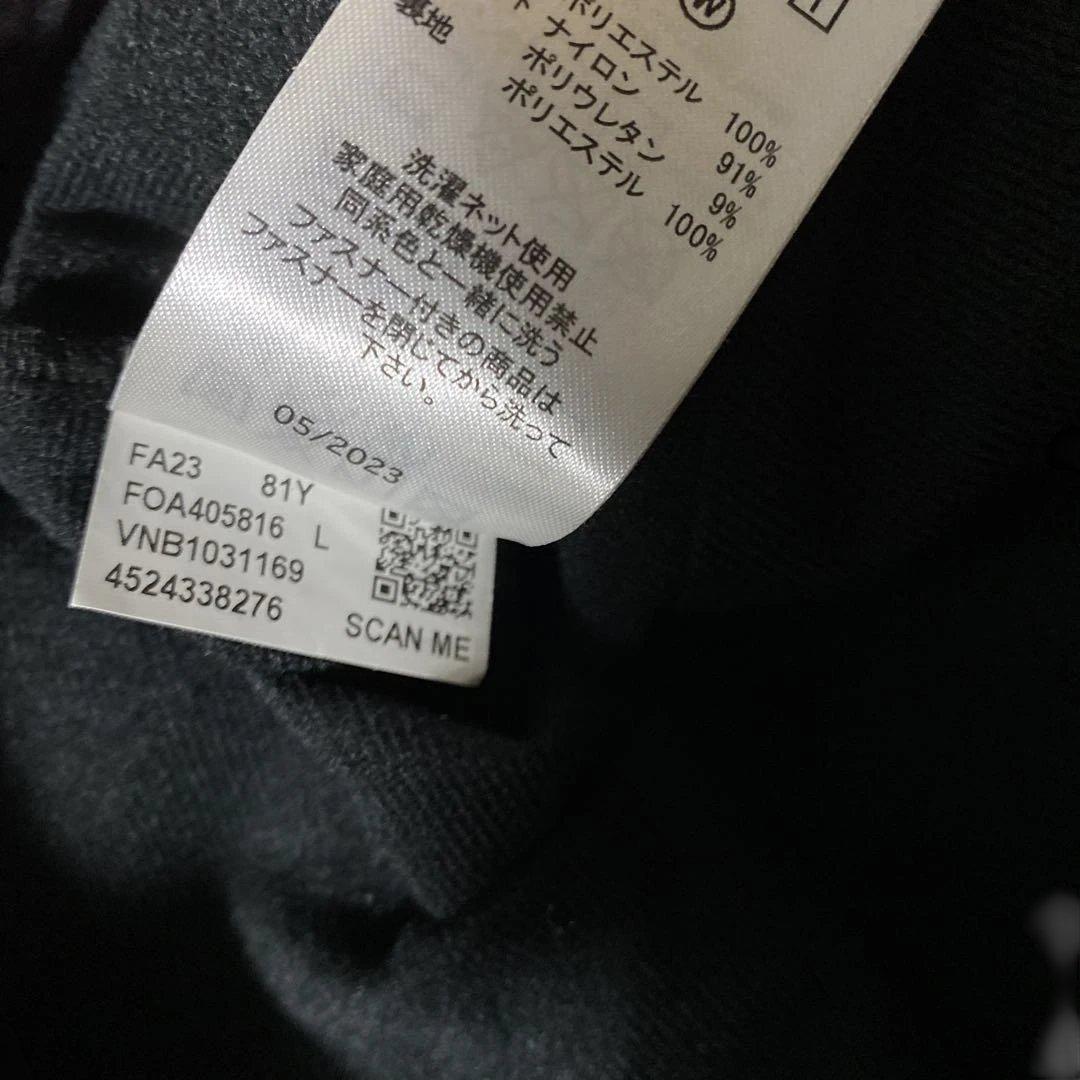 ポリエステル 100%
ト ナイロン 91%
ポリウレタン 9%
裏地 ポリエステル 100%
洗濯ネット使用
家庭用乾燥機使用禁止
同系色と一緒に洗う
ファスナー付きの商品は
ファスナーを閉じてから洗って
下さい。
05/2023
FA23 81Y
FOA405816 L
VNB1031169
4524338276
SCAN ME